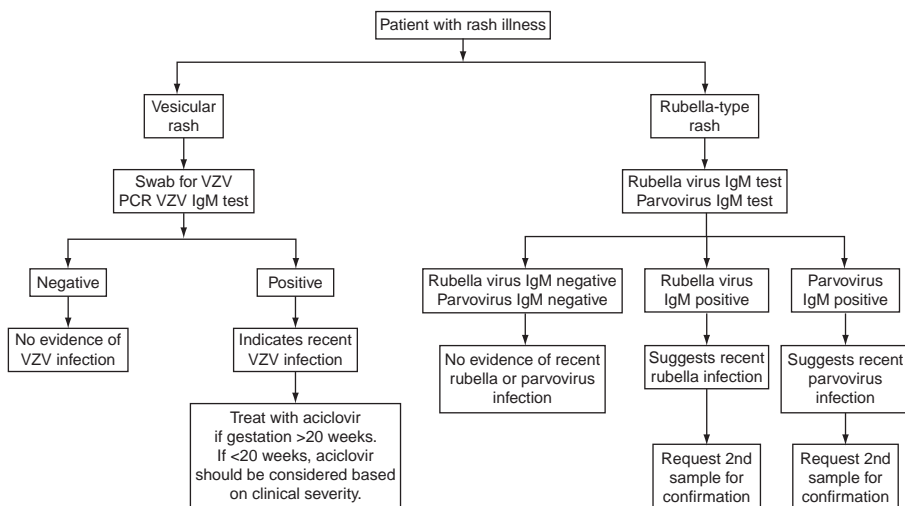 Patient with rash illness
Vesicular
rash
Rubella-type
rash
Swab for VZV
PCR VZV IgM test
Rubella virus IgM test
Parvovirus IgM test
Negative
Positive
Rubella virus IgM negative
Parvovirus IgM negative
Rubella virus
IgM positive
Parvovirus
IgM positive
No evidence of
VZV infection
Indicates recent
VZV infection
No evidence of recent
rubella or parvovirus
infection
Suggests recent
rubella infection
Suggests recent
parvovirus
infection
Treat with aciclovir
if gestation >20 weeks.
If <20 weeks, aciclovir
should be considered based
on clinical severity.
Request 2nd
sample for
confirmation
Request 2nd
sample for
confirmation